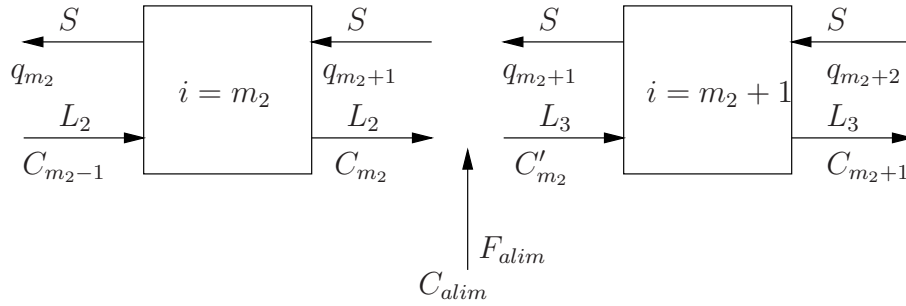 S S S S
q_{m_2} i = m_2 q_{m_2+1} q_{m_2+1} i = m_2 + 1 q_{m_2+2}
L_2 L_2 L_3 L_3
C_{m_2-1} C_{m_2} C'_{m_2} C_{m_2+1}
F_{alim}
C_{alim}